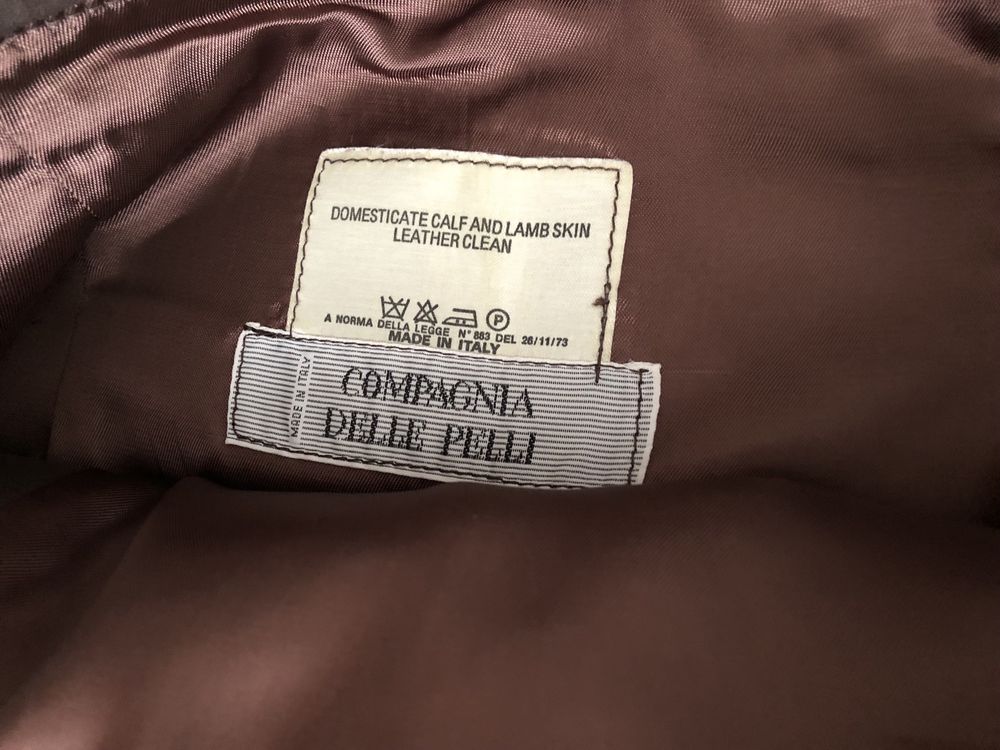 DOMESTICATE CALF AND LAMB SKIN
LEATHER CLEAN
P
A NORMA DELLA LEGGE N° 883 DEL 26/11/73
MADE IN ITALY
MADE IN ITALY
COMPAGNIA
DELLE PELLI